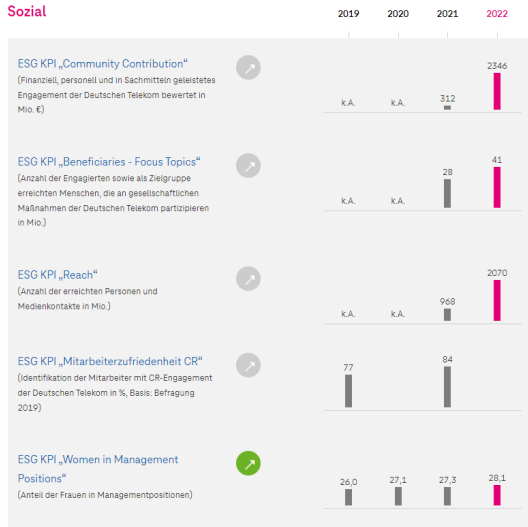 Sozial
2019 2020 2021 2022
ESG KPI „Community Contribution“
(Finanziell, personell und in Sachmitteln geleistetes
Engagement der Deutschen Telekom bewertet in
Mio. €)
k.A. k.A. 312 2346
ESG KPI „Beneficiaries - Focus Topics“
(Anzahl der Engagierten sowie als Zielgruppe
erreichten Menschen, die an gesellschaftlichen
Maßnahmen der Deutschen Telekom partizipieren
in Mio.)
k.A. k.A. 28 41
ESG KPI „Reach“
(Anzahl der erreichten Personen und
Medienkontakte in Mio.)
k.A. k.A. 968 2070
ESG KPI „Mitarbeiterzufriedenheit CR“
(Identifikation der Mitarbeiter mit CR-Engagement
der Deutschen Telekom in %, Basis: Befragung
2019)
77 84
ESG KPI „Women in Management
Positions“
(Anteil der Frauen in Managementpositionen)
26,0 27,1 27,3 28,1